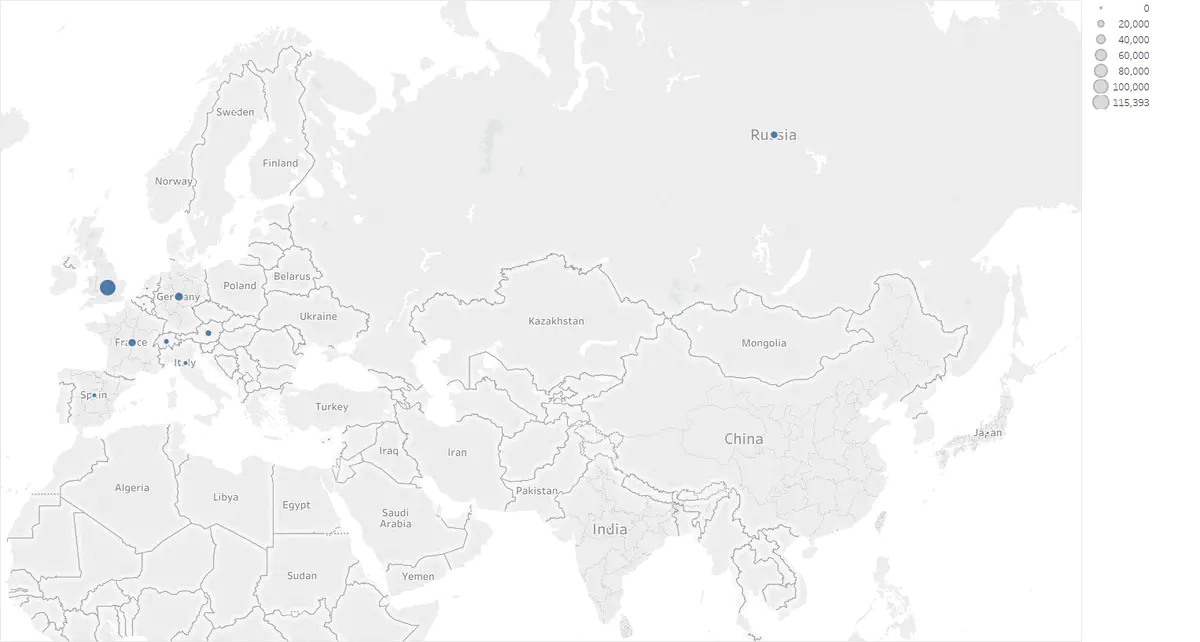 0
20,000
40,000
60,000
80,000
100,000
115,393
Sweden
Russia
Finland
Norway
Poland
Belarus
Germany
Ukraine
Kazakhstan
France
Mongolia
Italy
Spain
Turkey
Japan
China
Iraq
Iran
Algeria
Libya
Egypt
Pakistan
Saudi
Arabia
India
Sudan
Yemen